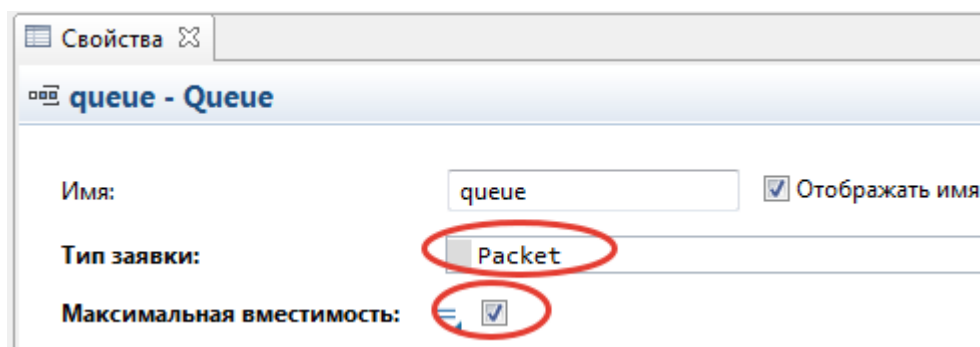 Свойства
queue - Queue
Имя: queue Отображать имя
Тип заявки: Packet
Максимальная вместимость: